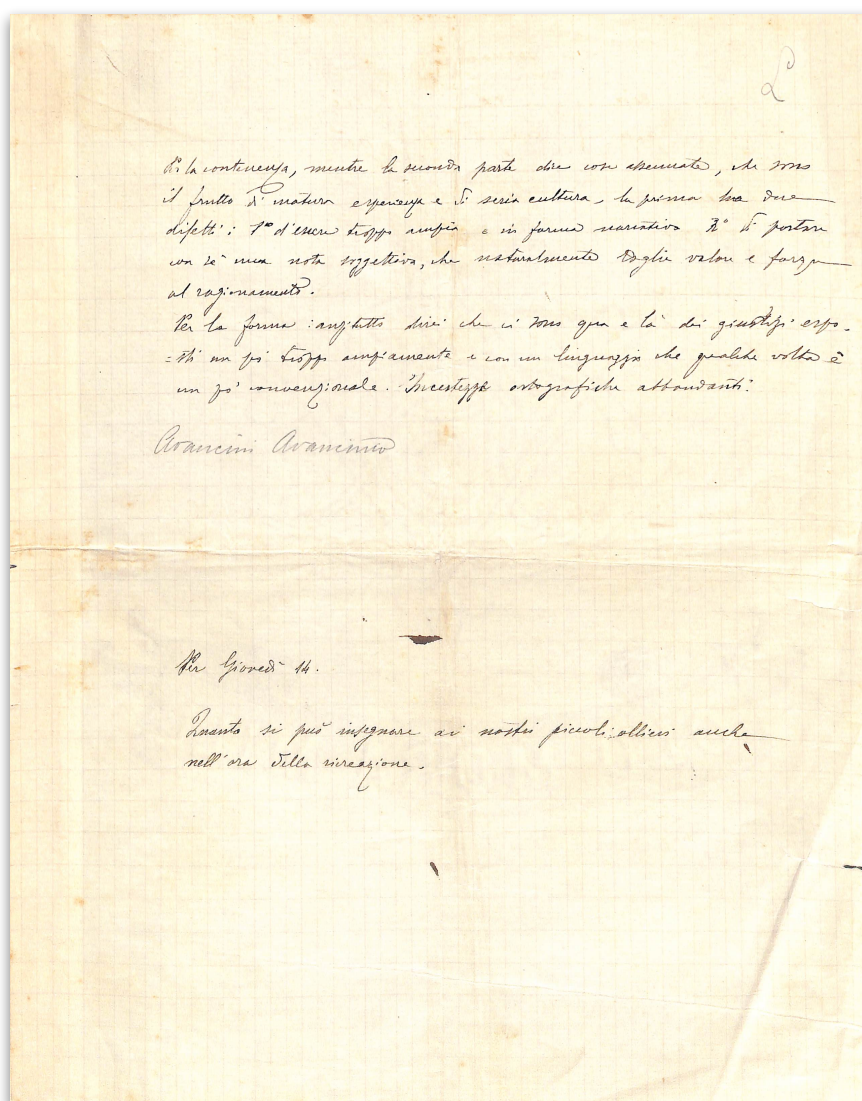 la contenenza, mentre la seconda parte dice cose assennate, che sono
il frutto di matura esperienza e di seria cultura, la prima ha due
difetti: 1° d'essere troppo ampia e in forma narrativa 2° di portare
con sè una nota soggettiva, che naturalmente toglie valore e forza
al ragionamento.
Per la forma: anzitutto direi che ci sono qua e là dei giudizi espo-
=sti un po' troppo ampiamente e con un linguaggio che qualche volta è
un po' convenzionale. Incertezze ortografiche abbondanti.
Avancini Avancinio
Per Giovedì 14.
Quanto si può insegnare ai nostri piccoli allievi anche
nell'ora della ricreazione.